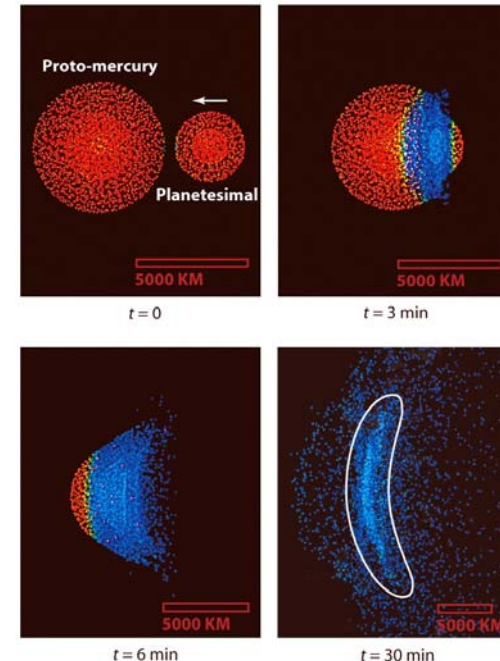 Proto-mercury
Planetesimal
5000 KM
t = 0
5000 KM
t = 3 min
5000 KM
t = 6 min
5000 KM
t = 30 min